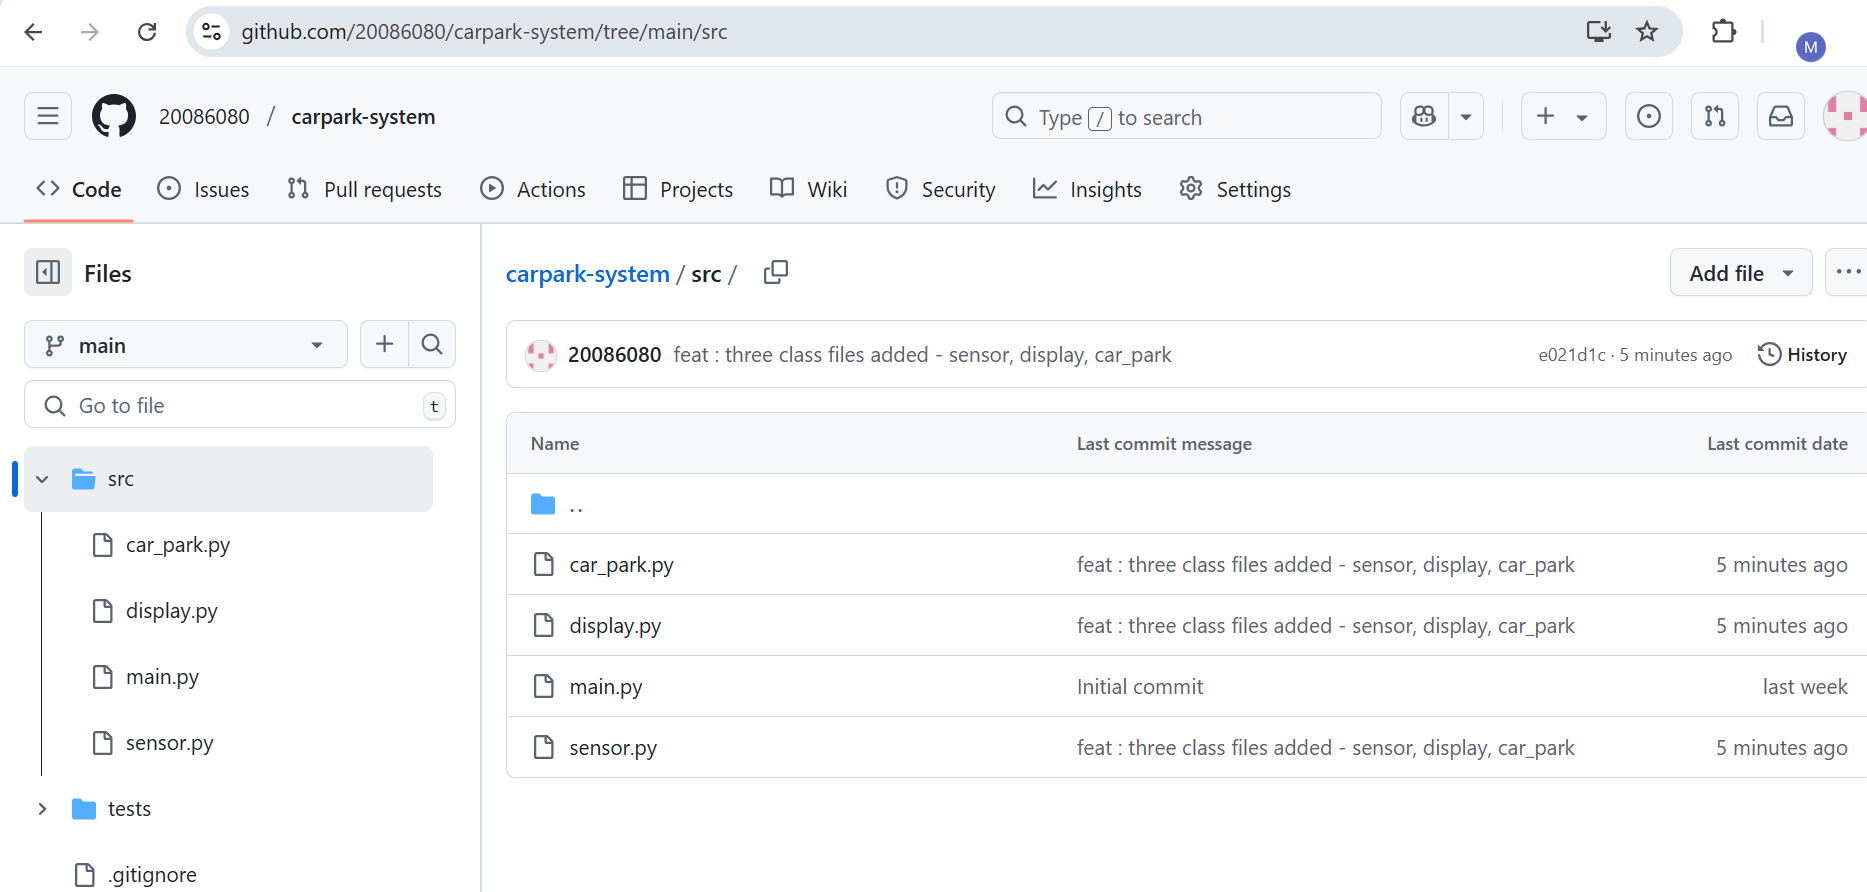 github.com/20086080/carpark-system/tree/main/src
M
20086080 / carpark-system
Type / to search
Code
Issues
Pull requests
Actions
Projects
Wiki
Security
Insights
Settings
Files
main
Go to file
t
src
car_park.py
display.py
main.py
sensor.py
tests
.gitignore
carpark-system / src /
Add file
20086080 feat : three class files added - sensor, display, car_park
e021d1c · 5 minutes ago
History
Name Last commit message Last commit date
..
car_park.py feat : three class files added - sensor, display, car_park 5 minutes ago
display.py feat : three class files added - sensor, display, car_park 5 minutes ago
main.py Initial commit last week
sensor.py feat : three class files added - sensor, display, car_park 5 minutes ago